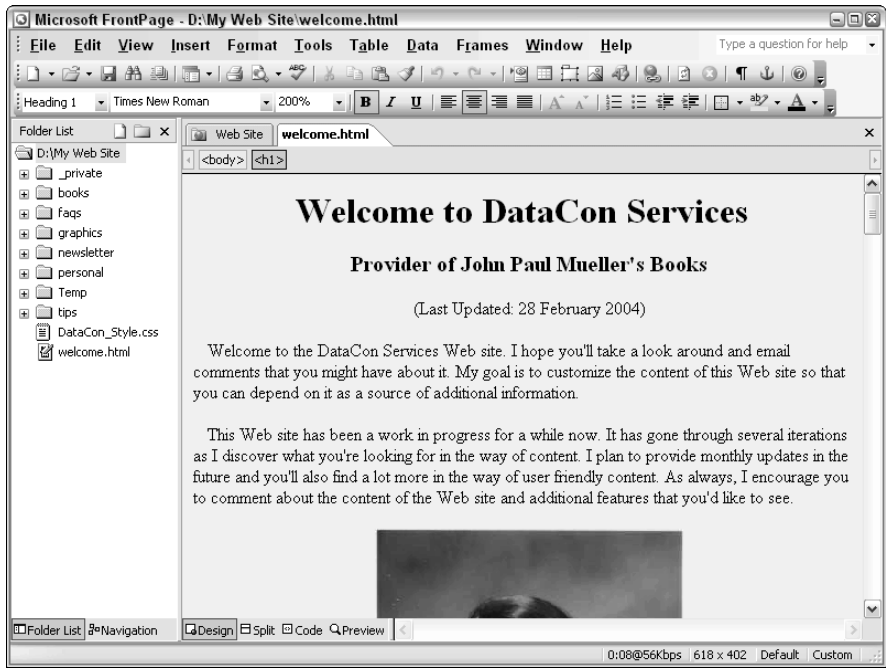 Microsoft FrontPage - D:\My Web Site\welcome.html
File Edit View Insert Format Tools Table Data Frames Window Help Type a question for help
Heading 1 Times New Roman 200% B I U A A ab A
Folder List
Web Site welcome.html
D:\My Web Site
<body> <h1>
_private
books
faqs
graphics
newsletter
personal
Temp
tips
DataCon_Style.css
welcome.html
Welcome to DataCon Services
Provider of John Paul Mueller's Books
(Last Updated: 28 February 2004)
Welcome to the DataCon Services Web site. I hope you'll take a look around and email
comments that you might have about it. My goal is to customize the content of this Web site so that
you can depend on it as a source of additional information.
This Web site has been a work in progress for a while now. It has gone through several iterations
as I discover what you're looking for in the way of content. I plan to provide monthly updates in the
future and you'll also find a lot more in the way of user friendly content. As always, I encourage you
to comment about the content of the Web site and additional features that you'd like to see.
Folder List Navigation
Design Split Code Preview
0:08@56Kbps 618 x 402 Default Custom